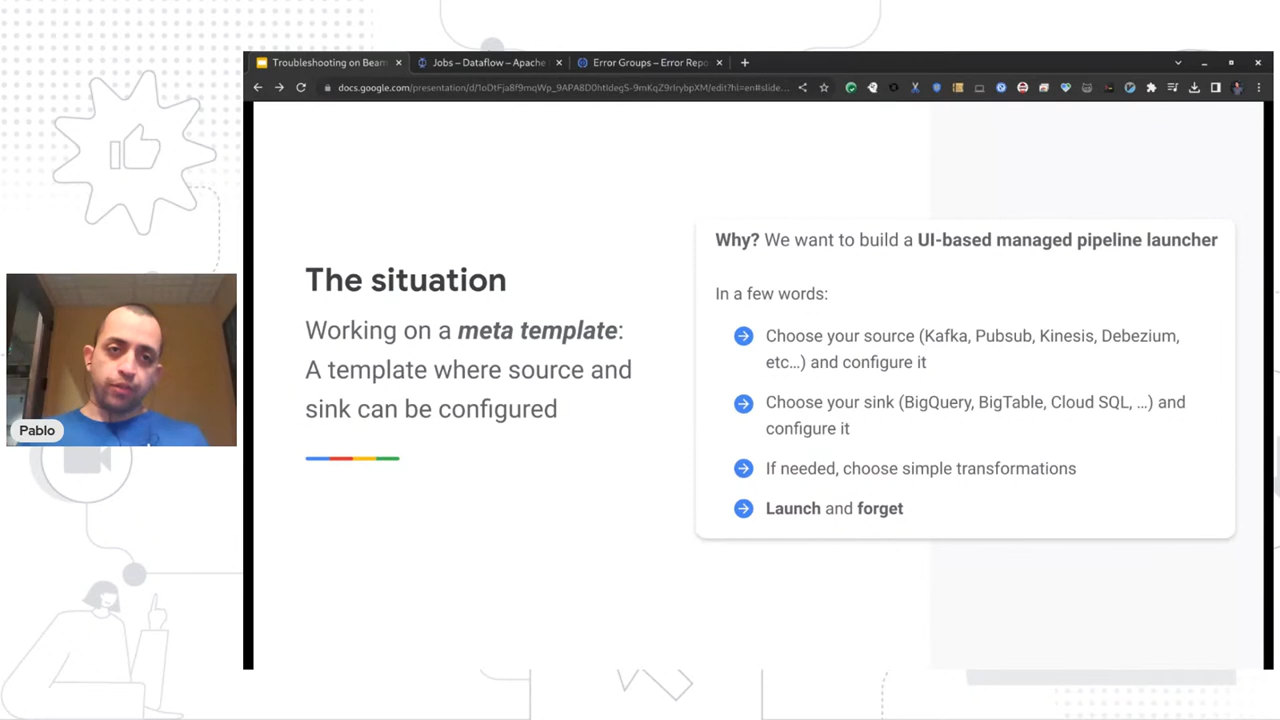 Troubleshooting on Beam
Jobs – Dataflow – Apache
Error Groups – Error Repo
The situation
Working on a meta template:
A template where source and
sink can be configured
Why? We want to build a UI-based managed pipeline launcher
In a few words:
Choose your source (Kafka, Pubsub, Kinesis, Debezium,
etc...) and configure it
Choose your sink (BigQuery, BigTable, Cloud SQL, ...) and
configure it
If needed, choose simple transformations
Launch and forget
Pablo